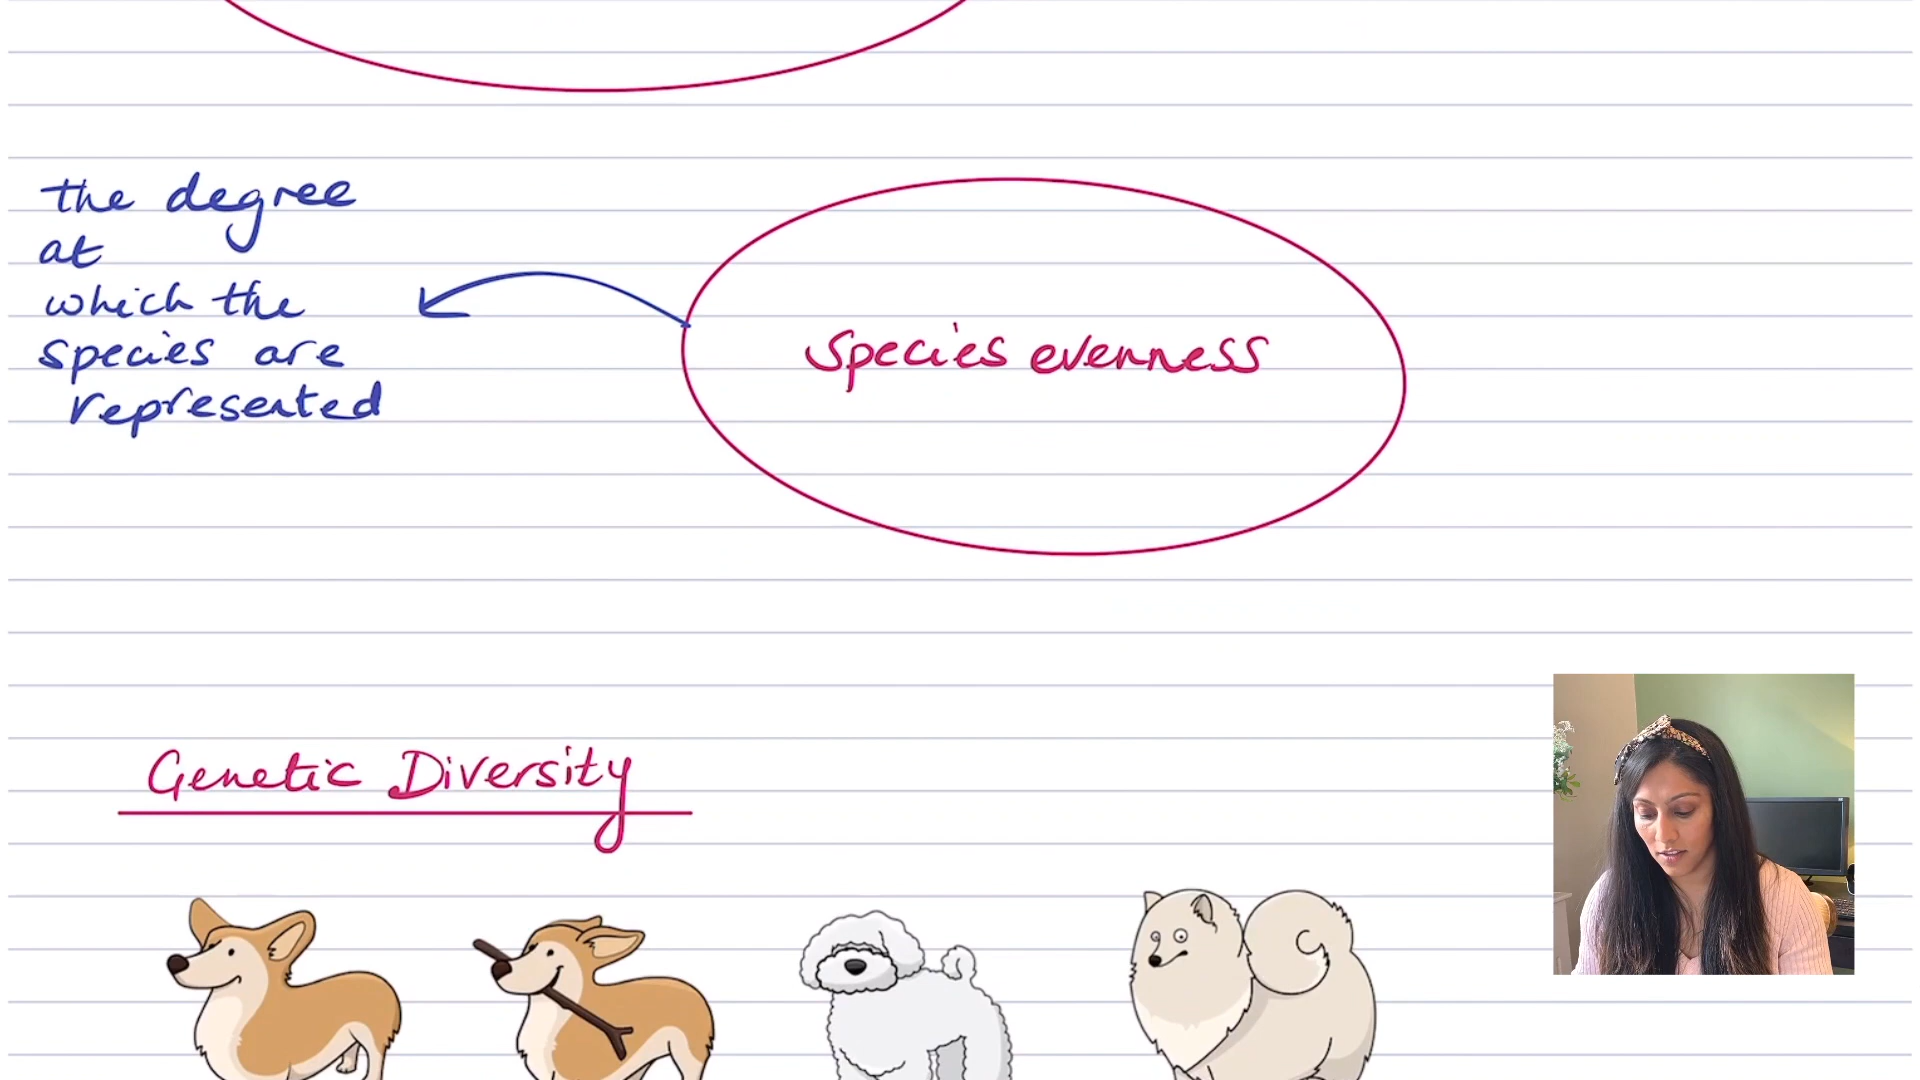 the degree
at
which the
species are
represented
Species evenness
Genetic Diversity